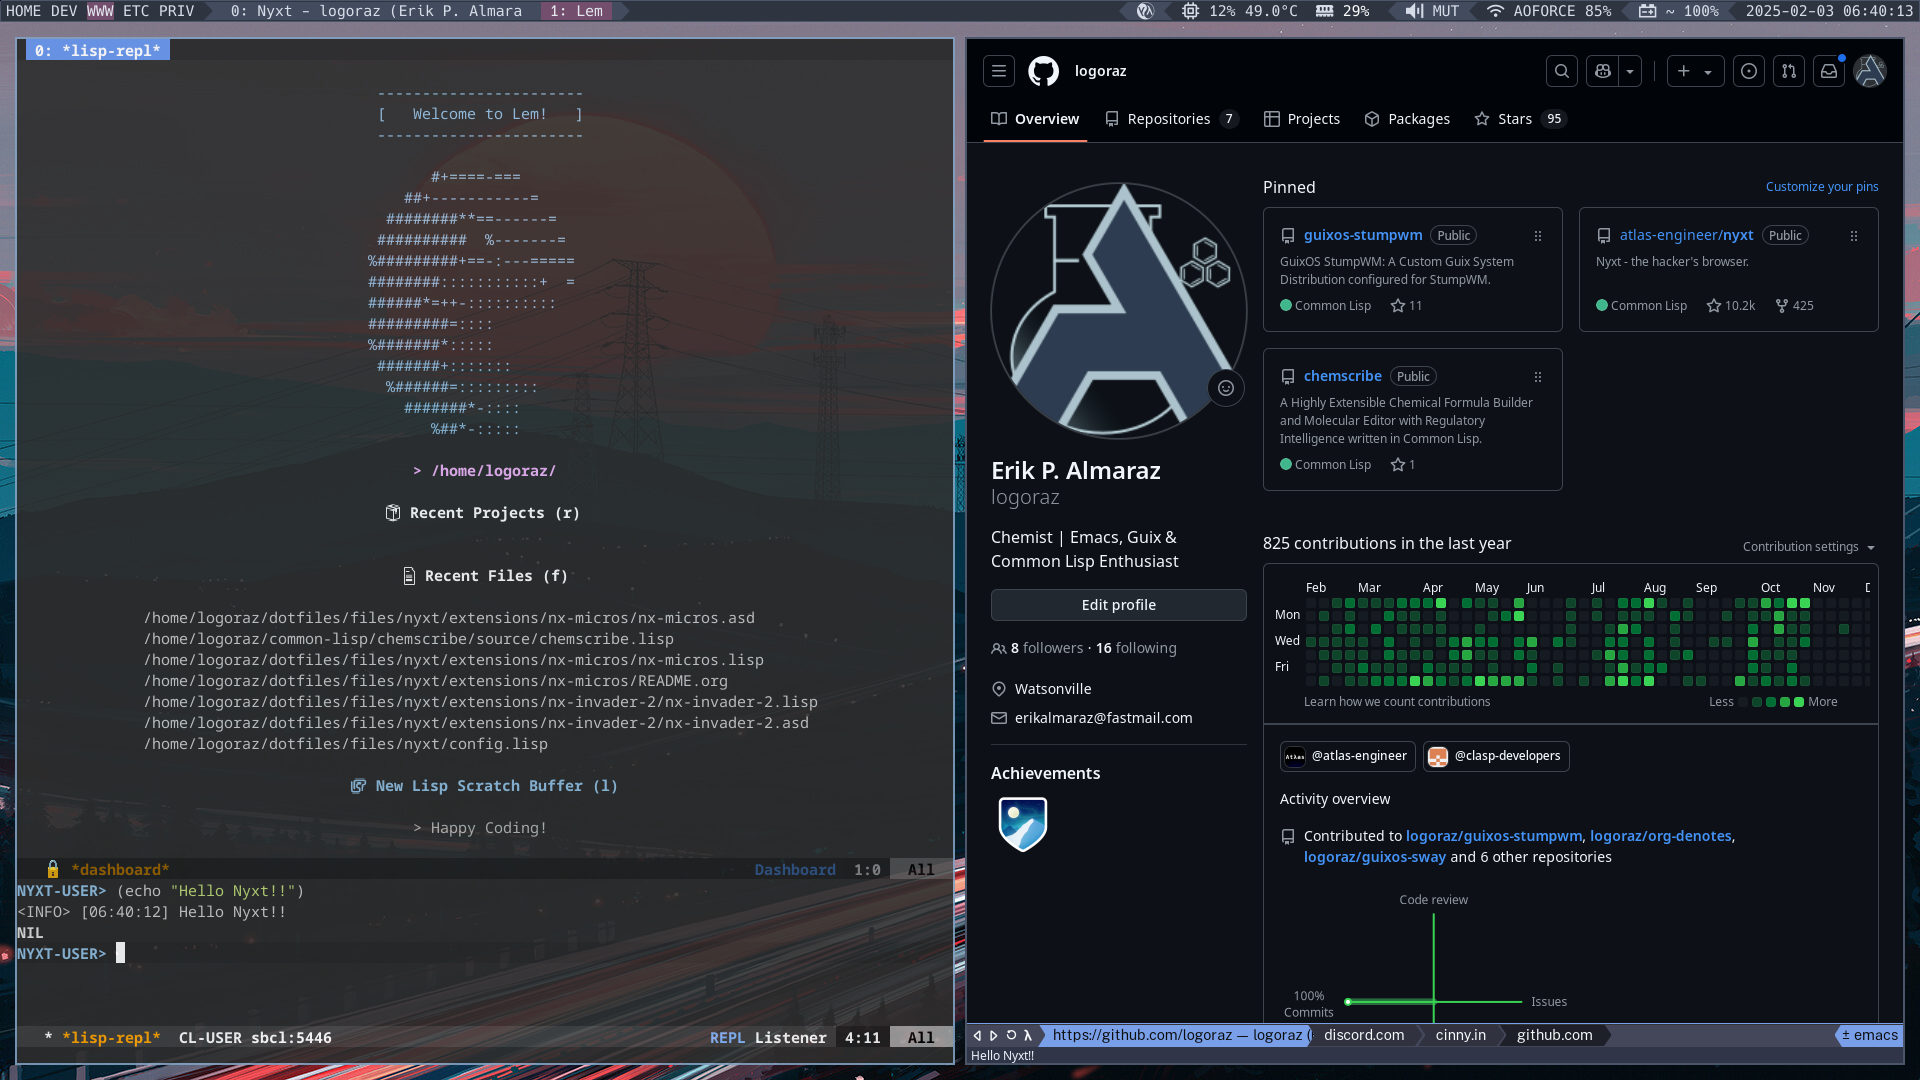 HOME DEV WWW ETC PRIV 0: Nyxt - logoraz (Erik P. Almara 1: Lem 12% 49.0°C 29% MUT AOFORCE 85% ~ 100% 2025-02-03 06:40:13
0: *lisp-repl*
-----------------------
[   Welcome to Lem!   ]
-----------------------
#+====-===
##+-----------=
########**==------=
##########  %-------=
%#########+==-:---=====
########:::::::::::+  =
######*=++-::::::::::
#########=::::
%#######*:::::
#######+:::::::
%######=:::::::::
#######*-::::
%##*-:::::
> /home/logoraz/
Recent Projects (r)
Recent Files (f)
/home/logoraz/dotfiles/files/nyxt/extensions/nx-micros/nx-micros.asd
/home/logoraz/common-lisp/chemscribe/source/chemscribe.lisp
/home/logoraz/dotfiles/files/nyxt/extensions/nx-micros/nx-micros.lisp
/home/logoraz/dotfiles/files/nyxt/extensions/nx-micros/README.org
/home/logoraz/dotfiles/files/nyxt/extensions/nx-invader-2/nx-invader-2.lisp
/home/logoraz/dotfiles/files/nyxt/extensions/nx-invader-2/nx-invader-2.asd
/home/logoraz/dotfiles/files/nyxt/config.lisp
New Lisp Scratch Buffer (l)
> Happy Coding!
*dashboard* Dashboard 1:0 All
NYXT-USER> (echo "Hello Nyxt!!")
<INFO> [06:40:12] Hello Nyxt!!
NIL
NYXT-USER>
* *lisp-repl* CL-USER sbcl:5446 REPL Listener 4:11 All
logoraz
Overview Repositories 7 Projects Packages Stars 95
Erik P. Almaraz
logoraz
Chemist | Emacs, Guix &
Common Lisp Enthusiast
Edit profile
8 followers · 16 following
Watsonville
erikalmaraz@fastmail.com
Achievements
Pinned Customize your pins
guixos-stumpwm Public
GuixOS StumpWM: A Custom Guix System
Distribution configured for StumpWM.
Common Lisp 11
atlas-engineer/nyxt Public
Nyxt - the hacker's browser.
Common Lisp 10.2k 425
chemscribe Public
A Highly Extensible Chemical Formula Builder
and Molecular Editor with Regulatory
Intelligence written in Common Lisp.
Common Lisp 1
825 contributions in the last year Contribution settings
Feb Mar Apr May Jun Jul Aug Sep Oct Nov D
Mon
Wed
Fri
Learn how we count contributions Less More
@atlas-engineer @clasp-developers
Activity overview
Contributed to logoraz/guixos-stumpwm, logoraz/org-denotes,
logoraz/guixos-sway and 6 other repositories
Code review
100%
Commits
Issues
λ https://github.com/logoraz — logoraz ( discord.com cinny.in github.com ± emacs
Hello Nyxt!!